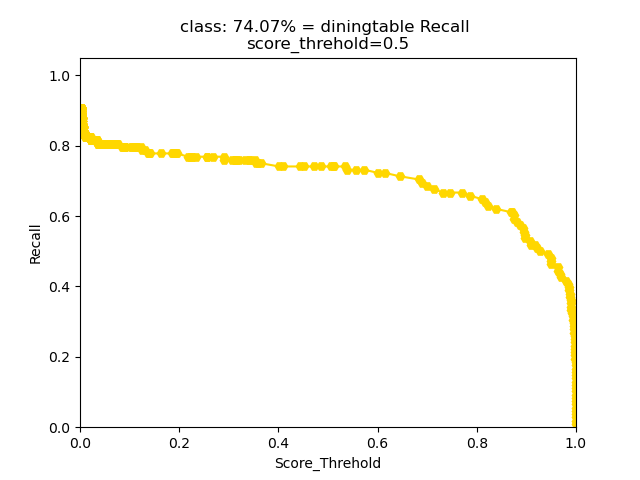 class: 74.07% = diningtable Recall
score_threhold=0.5
1.0
0.8
0.6
0.4
0.2
0.0
Recall
0.0 0.2 0.4 0.6 0.8 1.0
Score_Threhold